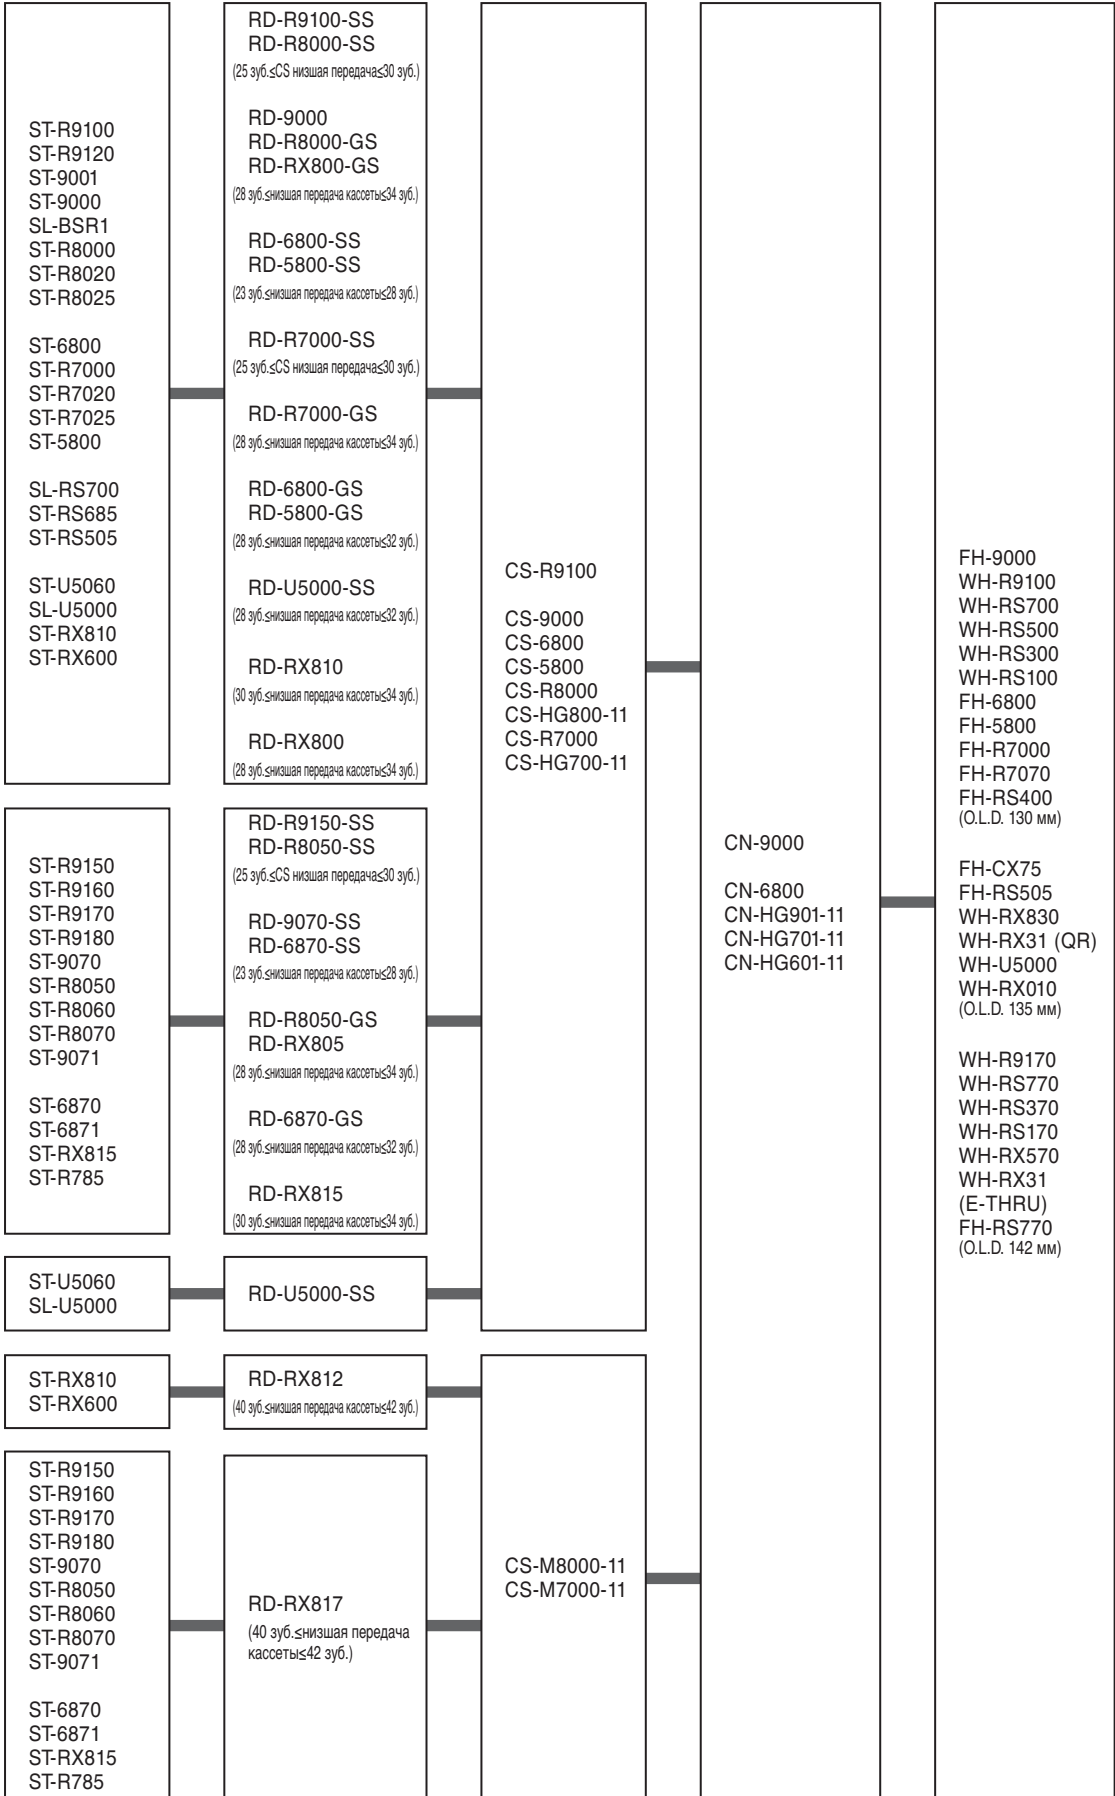 ST-R9100
ST-R9120
ST-9001
ST-9000
SL-BSR1
ST-R8000
ST-R8020
ST-R8025
ST-6800
ST-R7000
ST-R7020
ST-R7025
ST-5800
SL-RS700
ST-RS685
ST-RS505
ST-U5060
SL-U5000
ST-RX810
ST-RX600
RD-R9100-SS
RD-R8000-SS
(25 зуб.≤CS низшая передача≤30 зуб.)
RD-9000
RD-R8000-GS
RD-RX800-GS
(28 зуб.≤низшая передача кассеты≤34 зуб.)
RD-6800-SS
RD-5800-SS
(23 зуб.≤низшая передача кассеты≤28 зуб.)
RD-R7000-SS
(25 зуб.≤CS низшая передача≤30 зуб.)
RD-R7000-GS
(28 зуб.≤низшая передача кассеты≤34 зуб.)
RD-6800-GS
RD-5800-GS
(28 зуб.≤низшая передача кассеты≤32 зуб.)
RD-U5000-SS
(28 зуб.≤низшая передача кассеты≤32 зуб.)
RD-RX810
(30 зуб.≤низшая передача кассеты≤34 зуб.)
RD-RX800
(28 зуб.≤низшая передача кассеты≤34 зуб.)
ST-R9150
ST-R9160
ST-R9170
ST-R9180
ST-9070
ST-R8050
ST-R8060
ST-R8070
ST-9071
ST-6870
ST-6871
ST-RX815
ST-R785
RD-R9150-SS
RD-R8050-SS
(25 зуб.≤CS низшая передача≤30 зуб.)
RD-9070-SS
RD-6870-SS
(23 зуб.≤низшая передача кассеты≤28 зуб.)
RD-R8050-GS
RD-RX805
(28 зуб.≤низшая передача кассеты≤34 зуб.)
RD-6870-GS
(28 зуб.≤низшая передача кассеты≤32 зуб.)
RD-RX815
(30 зуб.≤низшая передача кассеты≤34 зуб.)
ST-U5060
SL-U5000
RD-U5000-SS
CS-R9100
CS-9000
CS-6800
CS-5800
CS-R8000
CS-HG800-11
CS-R7000
CS-HG700-11
ST-RX810
ST-RX600
RD-RX812
(40 зуб.≤низшая передача кассеты≤42 зуб.)
ST-R9150
ST-R9160
ST-R9170
ST-R9180
ST-9070
ST-R8050
ST-R8060
ST-R8070
ST-9071
ST-6870
ST-6871
ST-RX815
ST-R785
RD-RX817
(40 зуб.≤низшая передача
кассеты≤42 зуб.)
CS-M8000-11
CS-M7000-11
CN-9000
CN-6800
CN-HG901-11
CN-HG701-11
CN-HG601-11
FH-9000
WH-R9100
WH-RS700
WH-RS500
WH-RS300
WH-RS100
FH-6800
FH-5800
FH-R7000
FH-R7070
FH-RS400
(O.L.D. 130 мм)
FH-CX75
FH-RS505
WH-RX830
WH-RX31 (QR)
WH-U5000
WH-RX010
(O.L.D. 135 мм)
WH-R9170
WH-RS770
WH-RS370
WH-RS170
WH-RX570
WH-RX31
(E-THRU)
FH-RS770
(O.L.D. 142 мм)